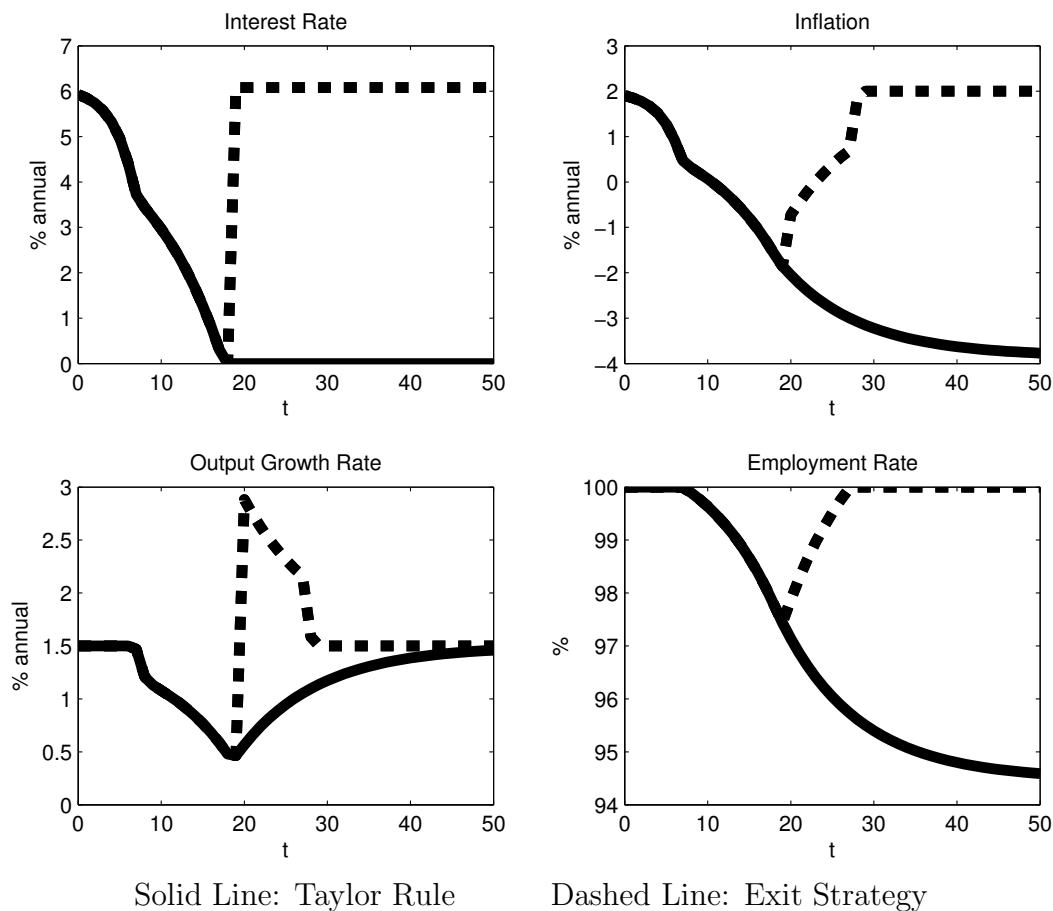 Interest Rate
7
6
5
4
3
2
1
0
% annual
0 10 20 30 40 50
t
Inflation
3
2
1
0
−1
−2
−3
−4
% annual
0 10 20 30 40 50
t
Output Growth Rate
3
2.5
2
1.5
1
0.5
0
% annual
0 10 20 30 40 50
t
Employment Rate
100
99
98
97
96
95
94
%
0 10 20 30 40 50
t
Solid Line: Taylor Rule Dashed Line: Exit Strategy